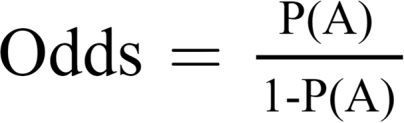 Odds = P(A) / 1-P(A)